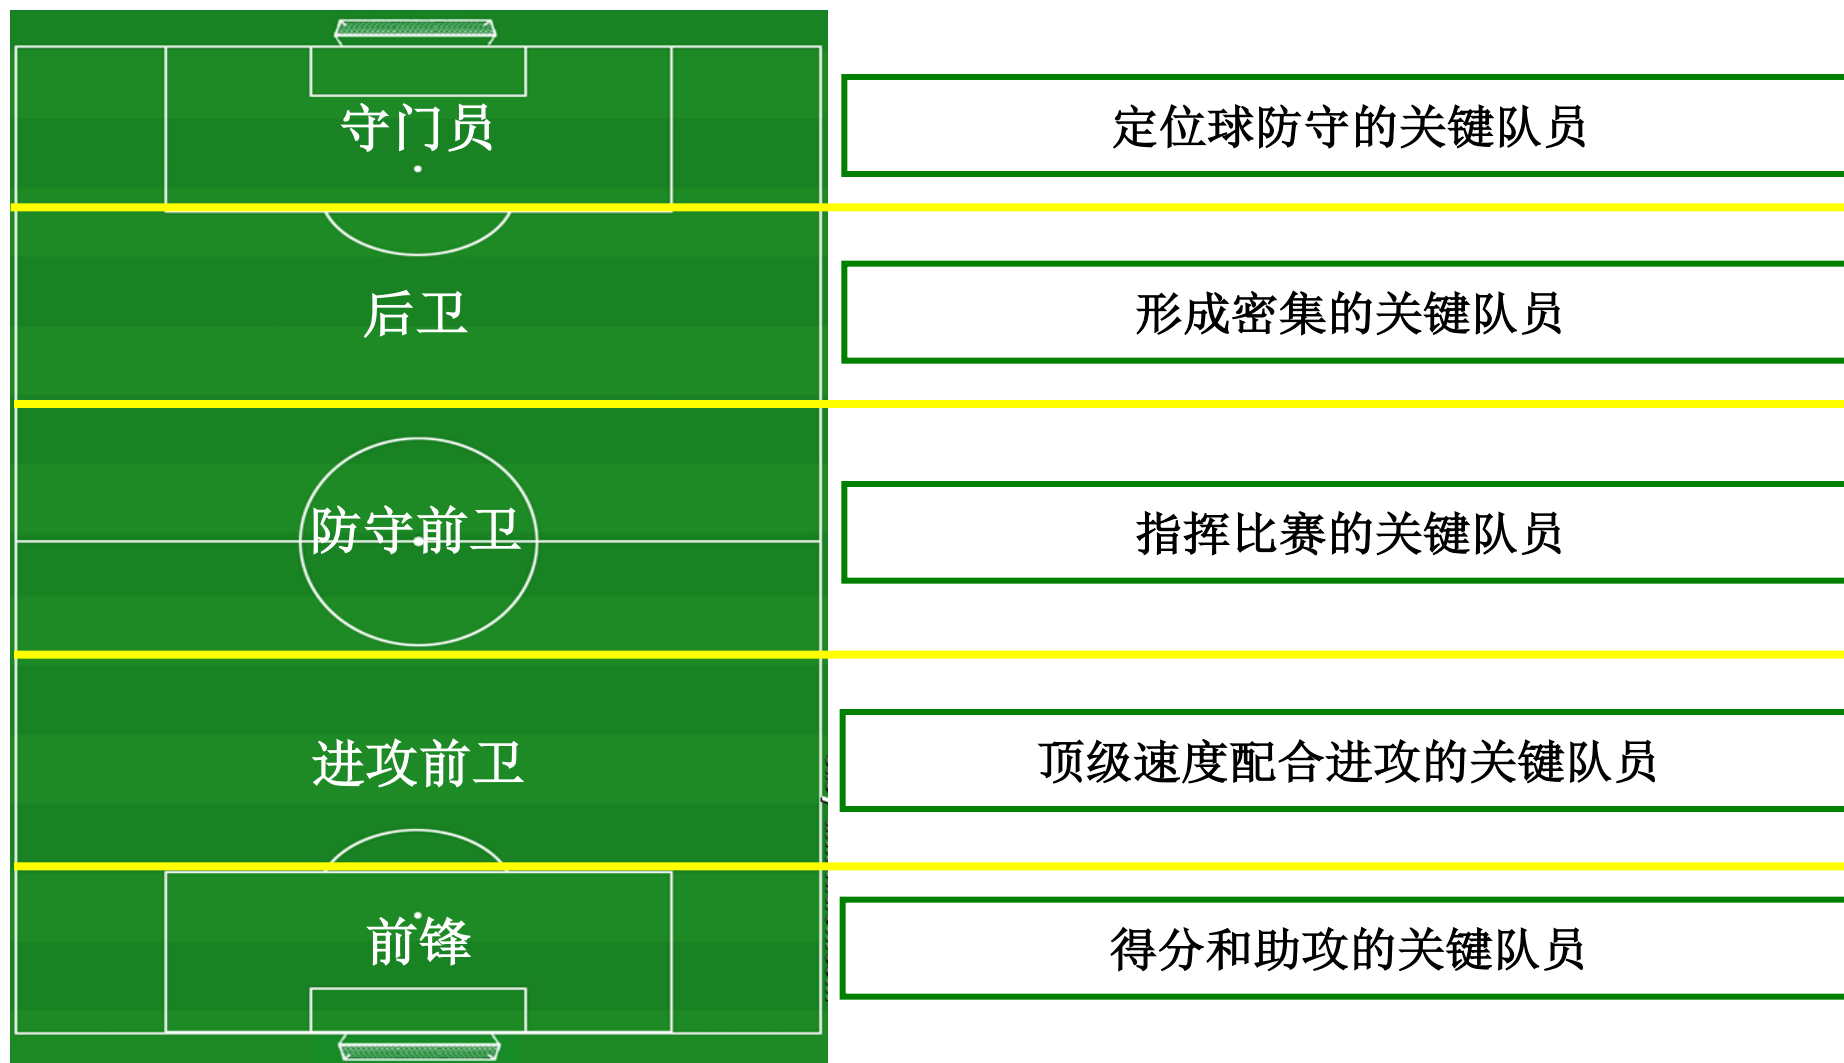 守门员
定位球防守的关键队员
后卫
形成密集的关键队员
防守前卫
指挥比赛的关键队员
进攻前卫
顶级速度配合进攻的关键队员
前锋
得分和助攻的关键队员